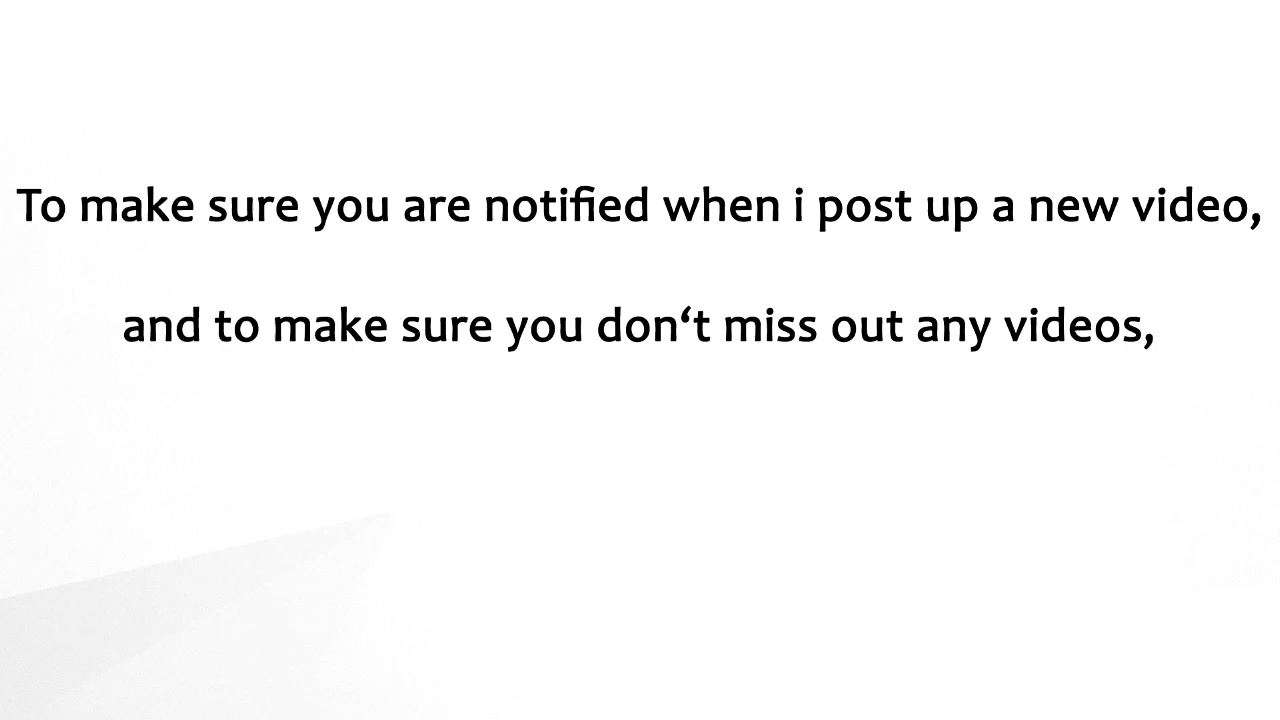 To make sure you are notified when i post up a new video,
and to make sure you don‘t miss out any videos,